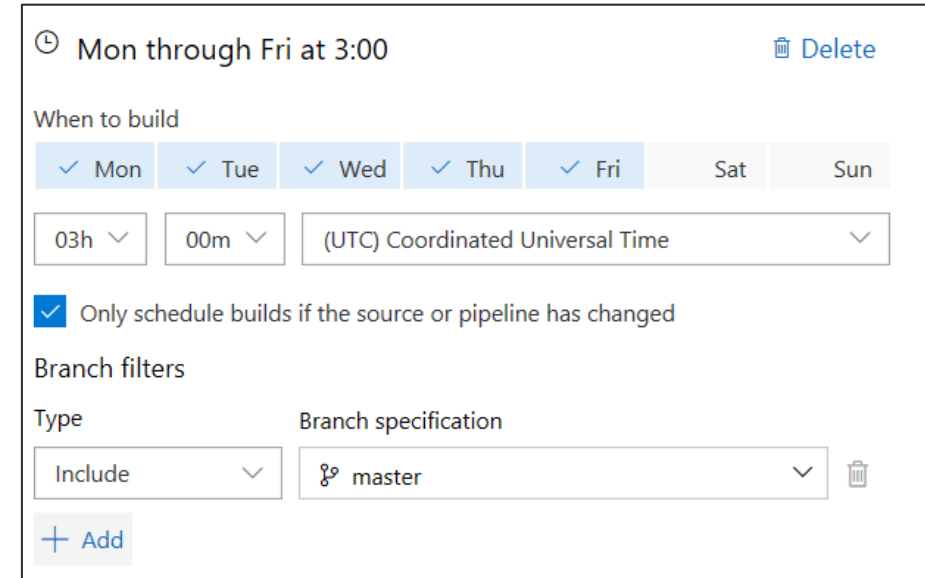 Mon through Fri at 3:00 Delete
When to build
Mon Tue Wed Thu Fri Sat Sun
03h 00m (UTC) Coordinated Universal Time
Only schedule builds if the source or pipeline has changed
Branch filters
Type Branch specification
Include master
Add